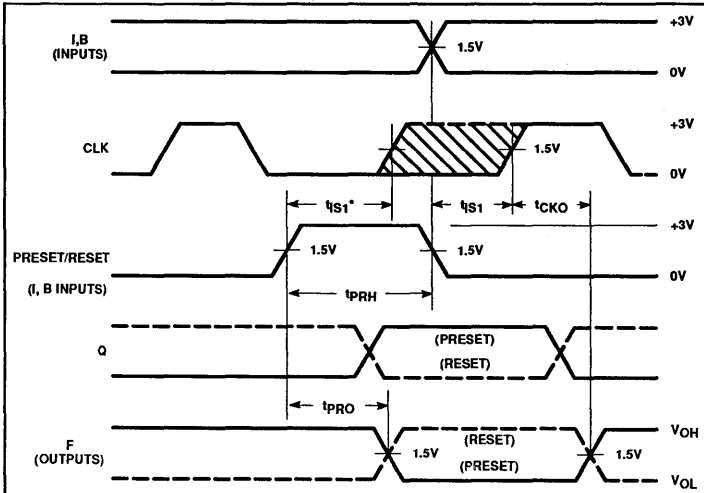 I,B
(INPUTS)
1.5V
+3V
0V
CLK
1.5V
+3V
0V
tIS1*
tIS1
tCKO
PRESET/RESET
(I, B INPUTS)
1.5V
1.5V
+3V
0V
tPRH
Q
(PRESET)
(RESET)
tPRO
F
(OUTPUTS)
1.5V
(RESET)
(PRESET)
1.5V
VOH
VOL